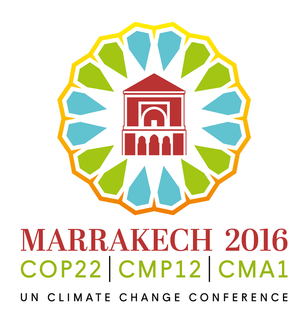 MARRAKECH 2016
COP22 | CMP12 | CMA1
UN CLIMATE CHANGE CONFERENCE